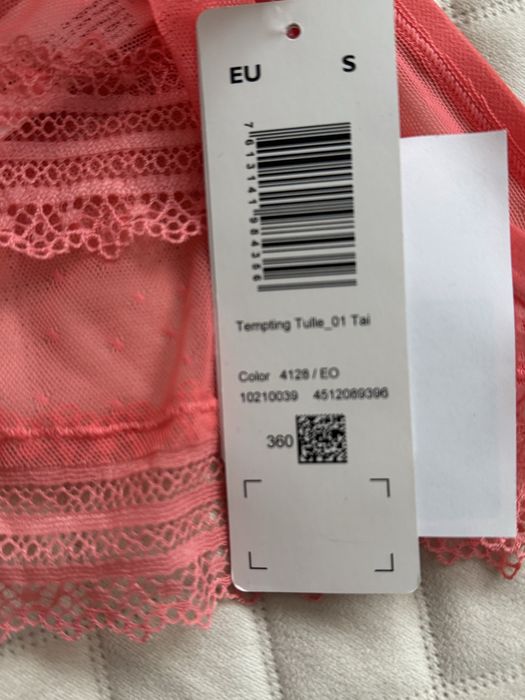 EU S
7613141984366
Tempting Tulle_01 Tai
Color 4128 / EO
10210039 4512089396
360